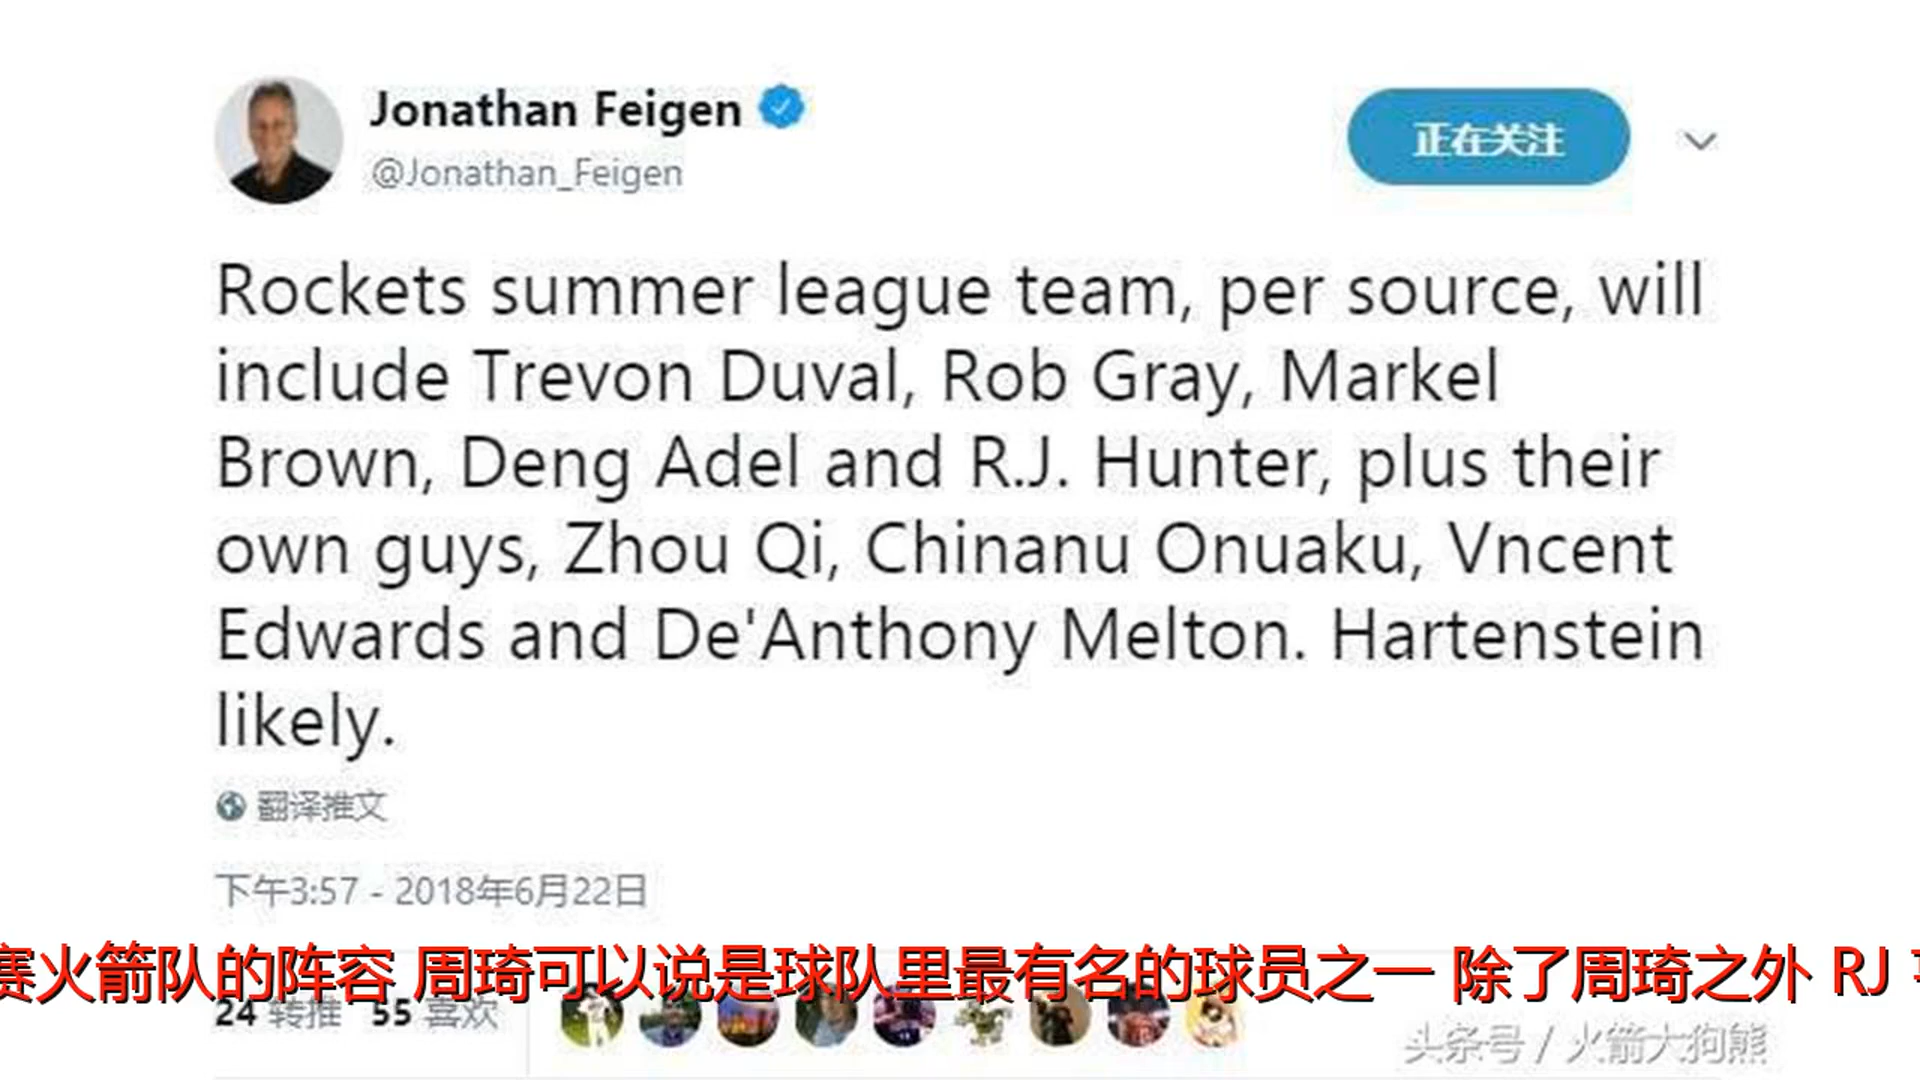 Jonathan Feigen
@Jonathan_Feigen
正在关注
Rockets summer league team, per source, will
include Trevon Duval, Rob Gray, Markel
Brown, Deng Adel and R.J. Hunter, plus their
own guys, Zhou Qi, Chinanu Onuaku, Vncent
Edwards and De'Anthony Melton. Hartenstein
likely.
翻译推文
下午3:57 - 2018年6月22日
赛火箭队的阵容 周琦可以说是球队里最有名的球员之一 除了周琦之外 RJ
24 转推 55 喜欢
头条号 / 火箭大狗熊